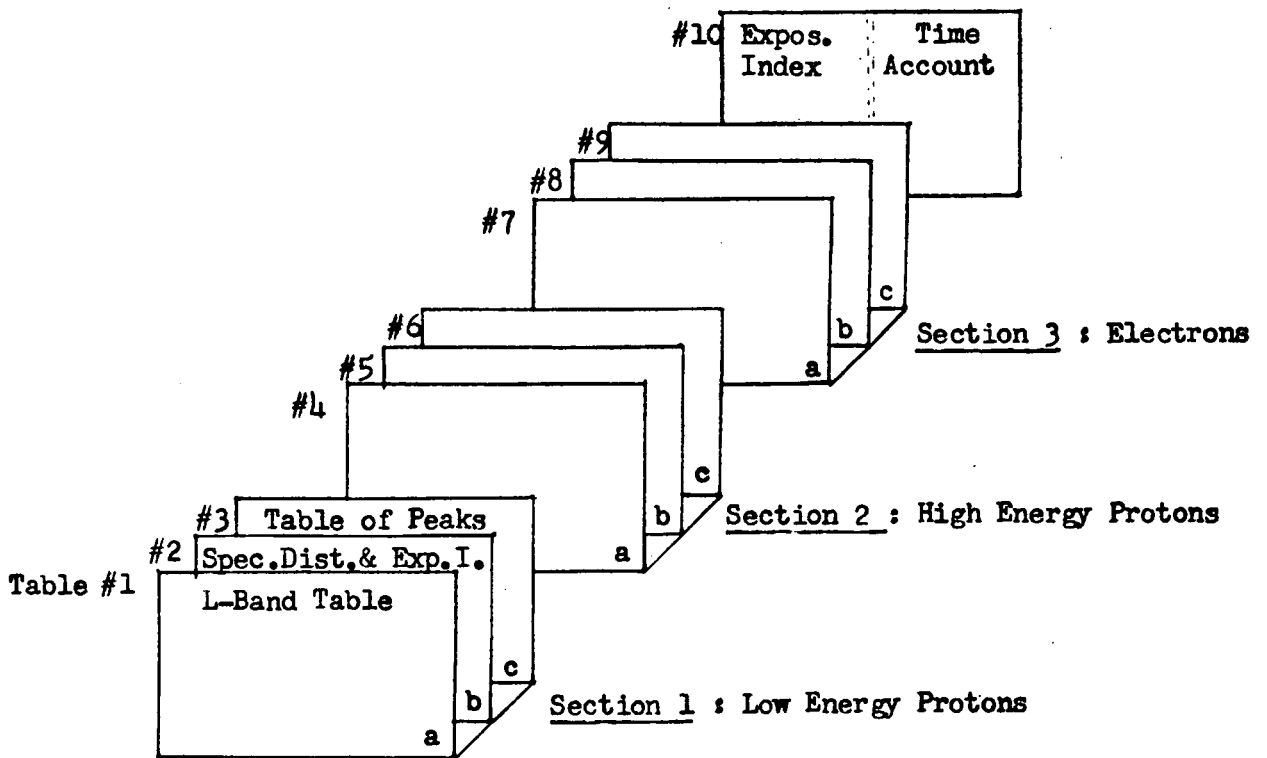 #10 Expos. Time
Index Account
#9
#8
#7
c
b
a
Section 3 : Electrons
#6
#5
#4
c
b
a
Section 2 : High Energy Protons
#3 Table of Peaks
#2 Spec.Dist.& Exp.I.
Table #1 L-Band Table
c
b
a
Section 1 : Low Energy Protons